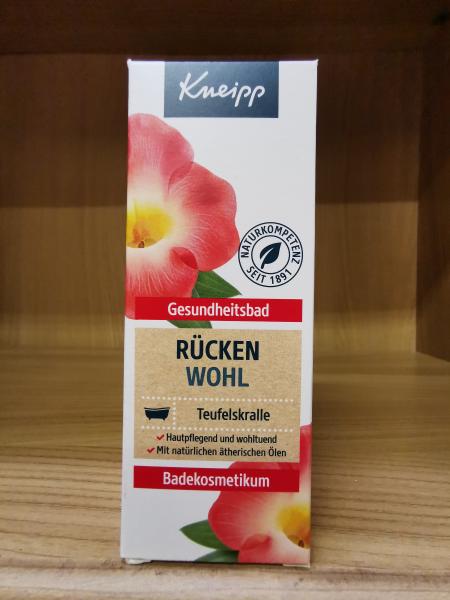 Kneipp
NATURKOMPETENZ
SEIT 1891
Gesundheitsbad
RÜCKEN
WOHL
Teufelskralle
Hautpflegend und wohltuend
Mit natürlichen ätherischen Ölen
Badekosmetikum